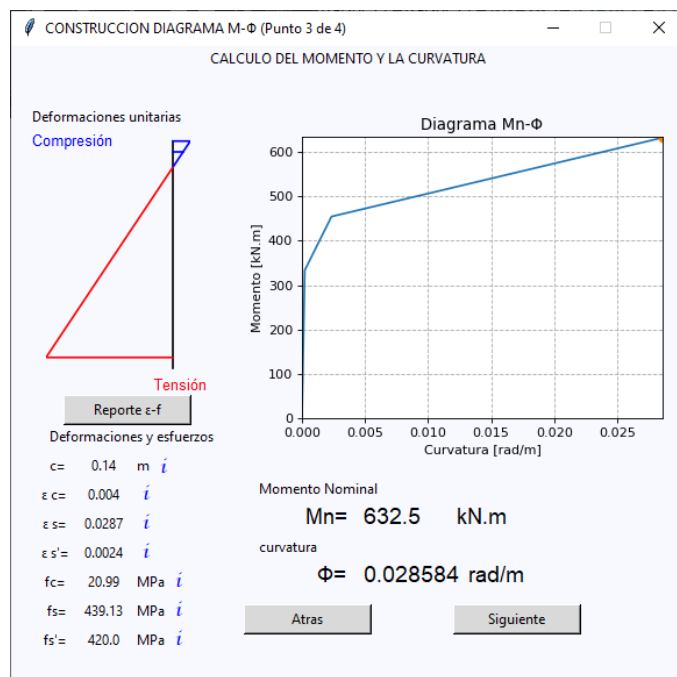 CONSTRUCCION DIAGRAMA M-Φ (Punto 3 de 4)
CALCULO DEL MOMENTO Y LA CURVATURA
Deformaciones unitarias
Compresión
Tensión
Reporte ε-f
Deformaciones y esfuerzos
c= 0.14 m i
ε c= 0.004 i
ε s= 0.0287 i
ε s'= 0.0024 i
fc= 20.99 MPa i
fs= 439.13 MPa i
fs'= 420.0 MPa i
Diagrama Mn-Φ
Momento [kN.m]
600
500
400
300
200
100
0
0.000 0.005 0.010 0.015 0.020 0.025
Curvatura [rad/m]
Momento Nominal
Mn= 632.5 kN.m
curvatura
Φ= 0.028584 rad/m
Atras Siguiente